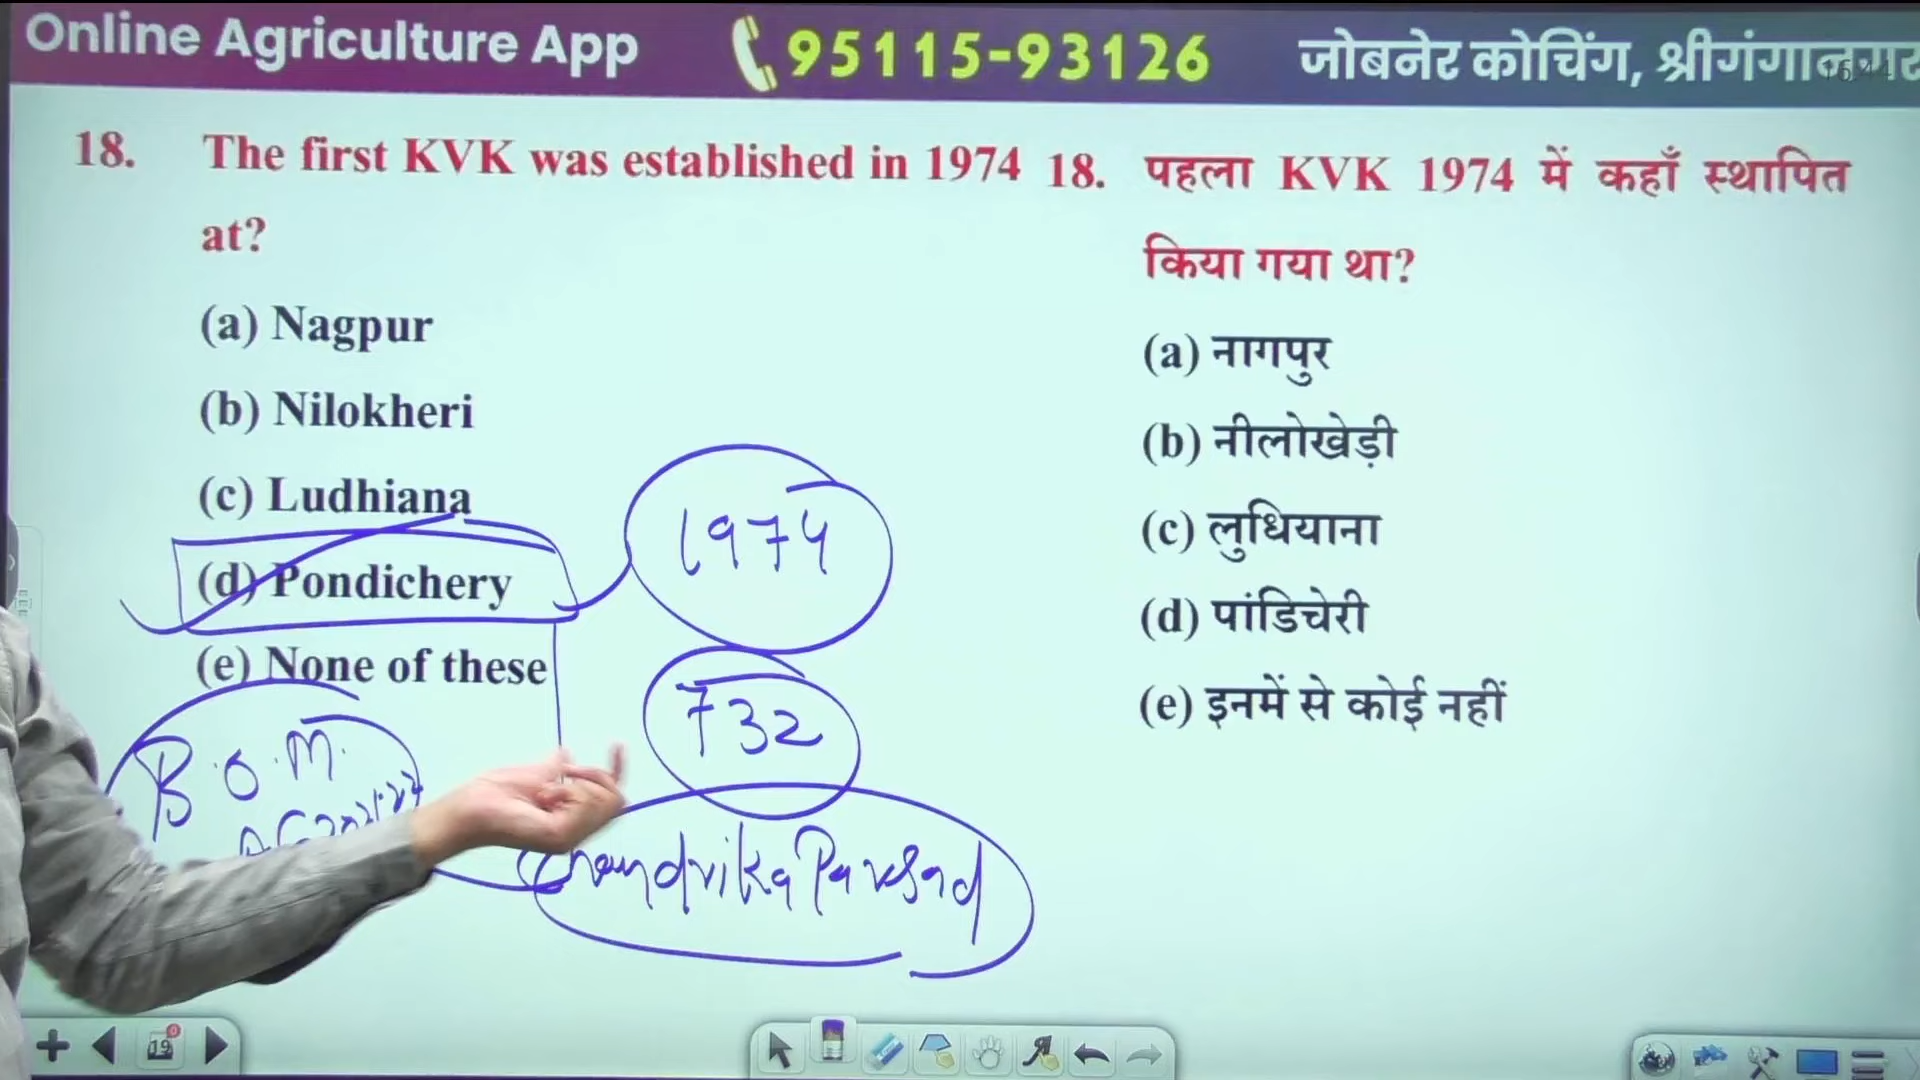 Online Agriculture App 95115-93126 जोबनेर कोचिंग, श्रीगंगानगर
18. The first KVK was established in 1974
at?
(a) Nagpur
(b) Nilokheri
(c) Ludhiana
(d) Pondichery
(e) None of these
1974
732
B.O.M.
Chandrika Parsad
18. पहला KVK 1974 में कहाँ स्थापित
किया गया था?
(a) नागपुर
(b) नीलोखेड़ी
(c) लुधियाना
(d) पांडिचेरी
(e) इनमें से कोई नहीं
19